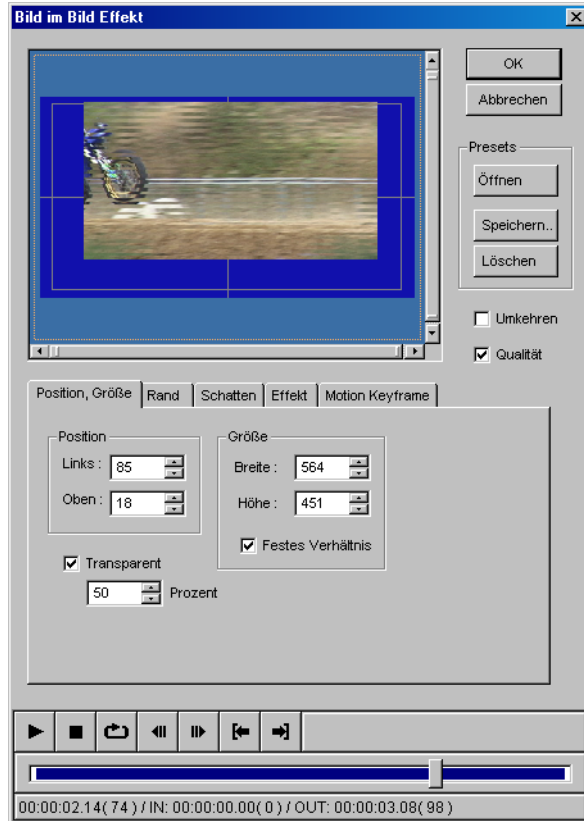 Bild im Bild Effekt
OK
Abbrechen
Presets
Öffnen
Speichern..
Löschen
Umkehren
Qualität
Position, Größe
Rand
Schatten
Effekt
Motion Keyframe
Position
Links : 85
Oben : 18
Größe
Breite : 564
Höhe : 451
Festes Verhältnis
Transparent
50 Prozent
00:00:02.14( 74 ) / IN: 00:00:00.00( 0 ) / OUT: 00:00:03.08( 98 )